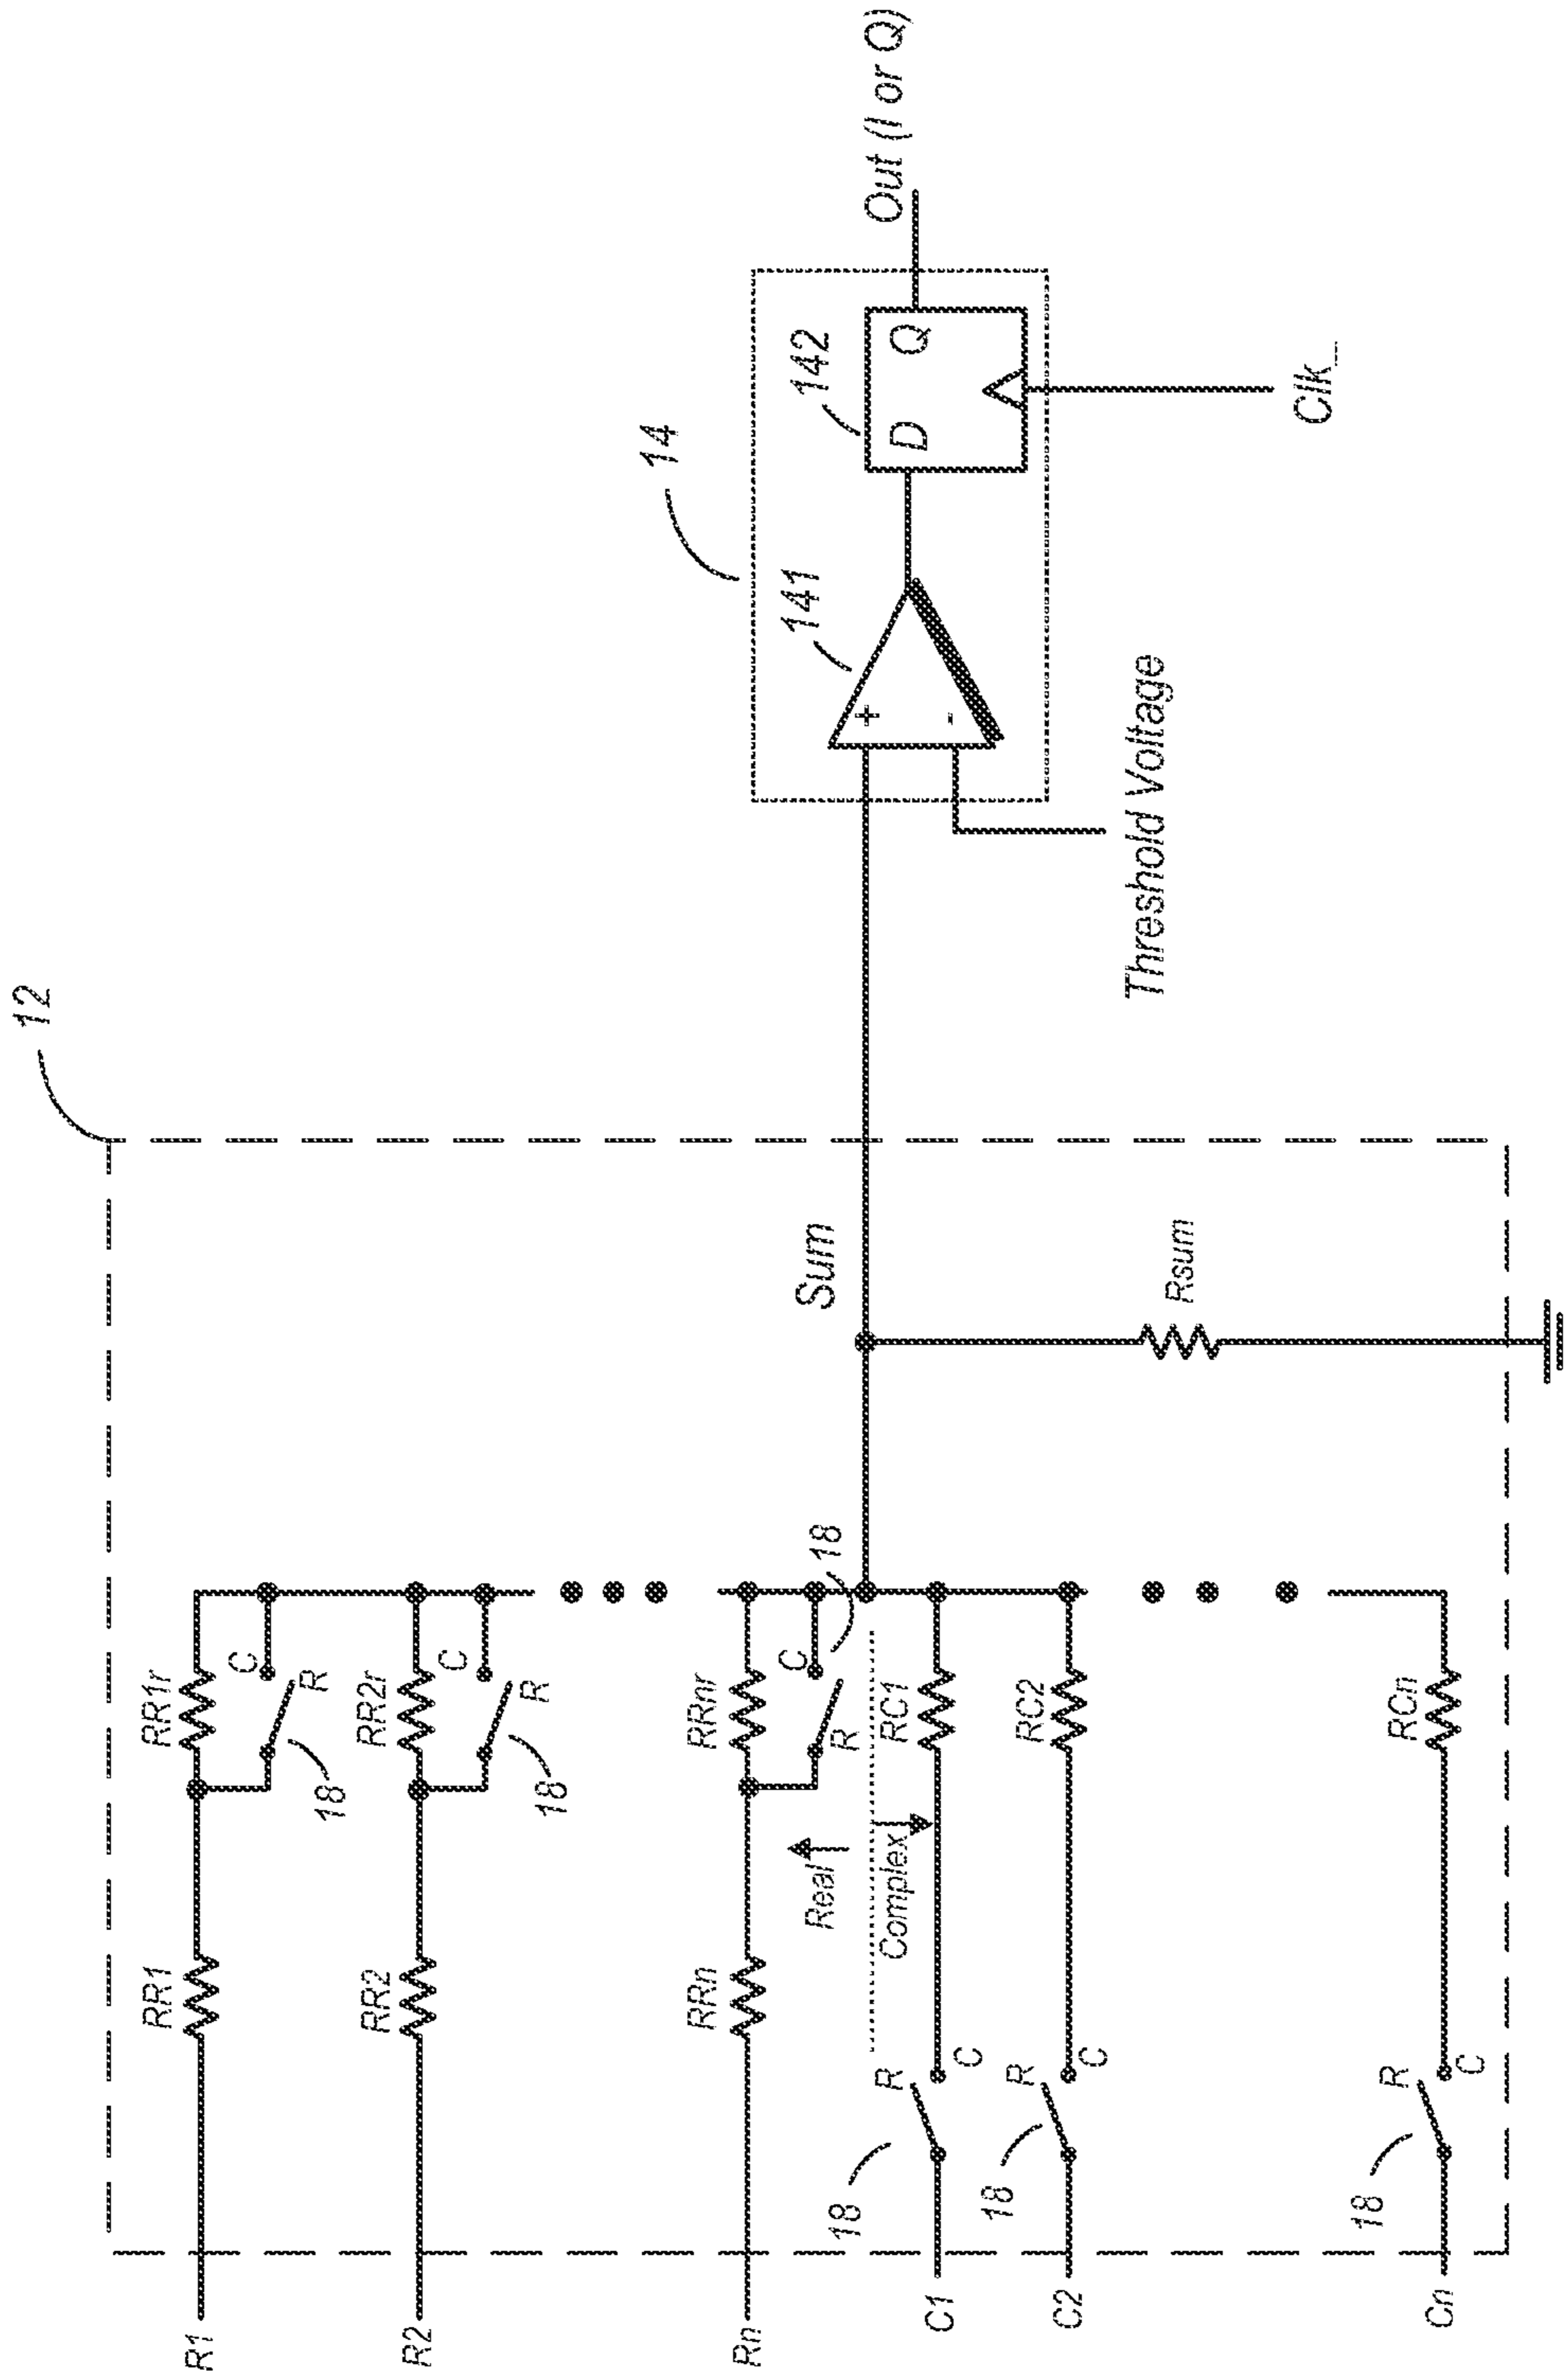 12
R1
RR1
RR1r
C
R
18
R2
RR2
RR2r
C
R
18
Rn
RRn
RRnr
C
R
18
Real
Complex
C1
R
C
18
RC1
C2
R
C
18
RC2
Cn
R
C
18
RCn
Sum
Rsum
14
141
+
-
Threshold Voltage
142
D
Q
Clk_
Out (I or Q)